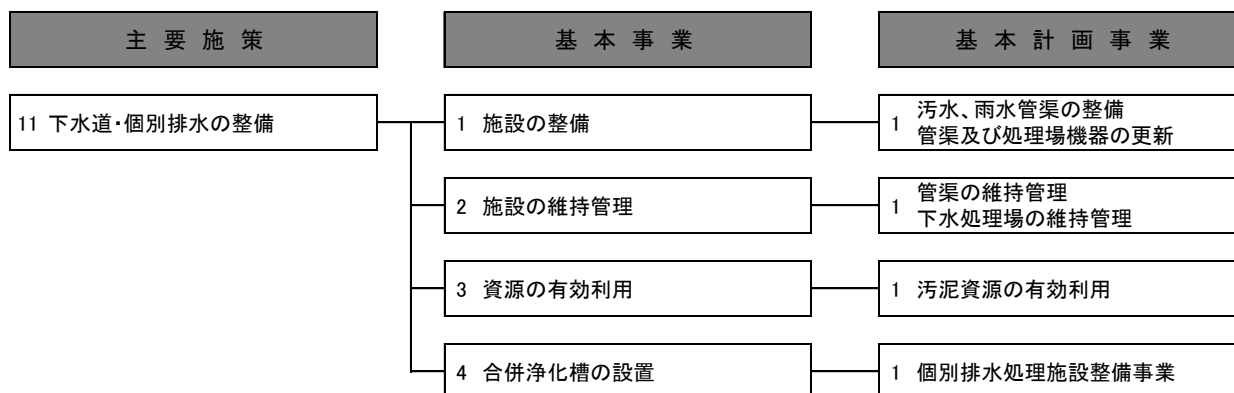 主要施策
基本事業
基本計画事業
11 下水道・個別排水の整備
1 施設の整備
1 汚水、雨水管渠の整備
管渠及び処理場機器の更新
2 施設の維持管理
1 管渠の維持管理
下水処理場の維持管理
3 資源の有効利用
1 汚泥資源の有効利用
4 合併浄化槽の設置
1 個別排水処理施設整備事業